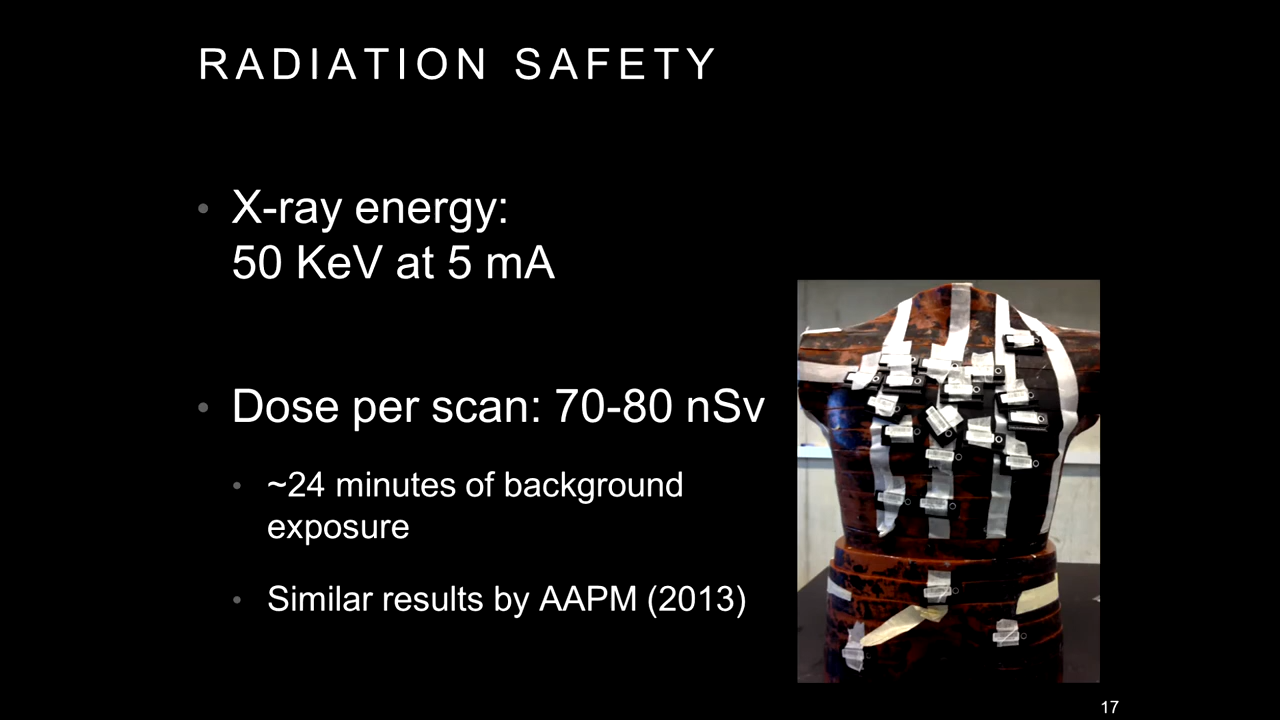 RADIATION SAFETY
• X-ray energy:
50 KeV at 5 mA
• Dose per scan: 70-80 nSv
• ~24 minutes of background
exposure
• Similar results by AAPM (2013)
17